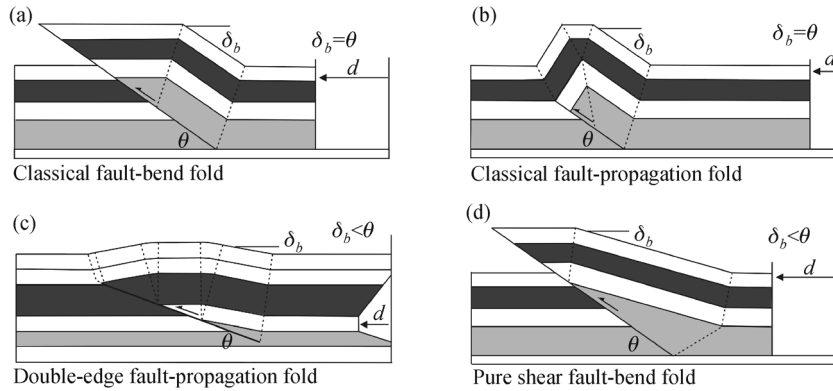 (a)
δb
δb=θ
d
θ
Classical fault-bend fold
(b)
δb
δb=θ
d
θ
Classical fault-propagation fold
(c)
δb
δb<θ
d
θ
Double-edge fault-propagation fold
(d)
δb
δb<θ
d
θ
Pure shear fault-bend fold